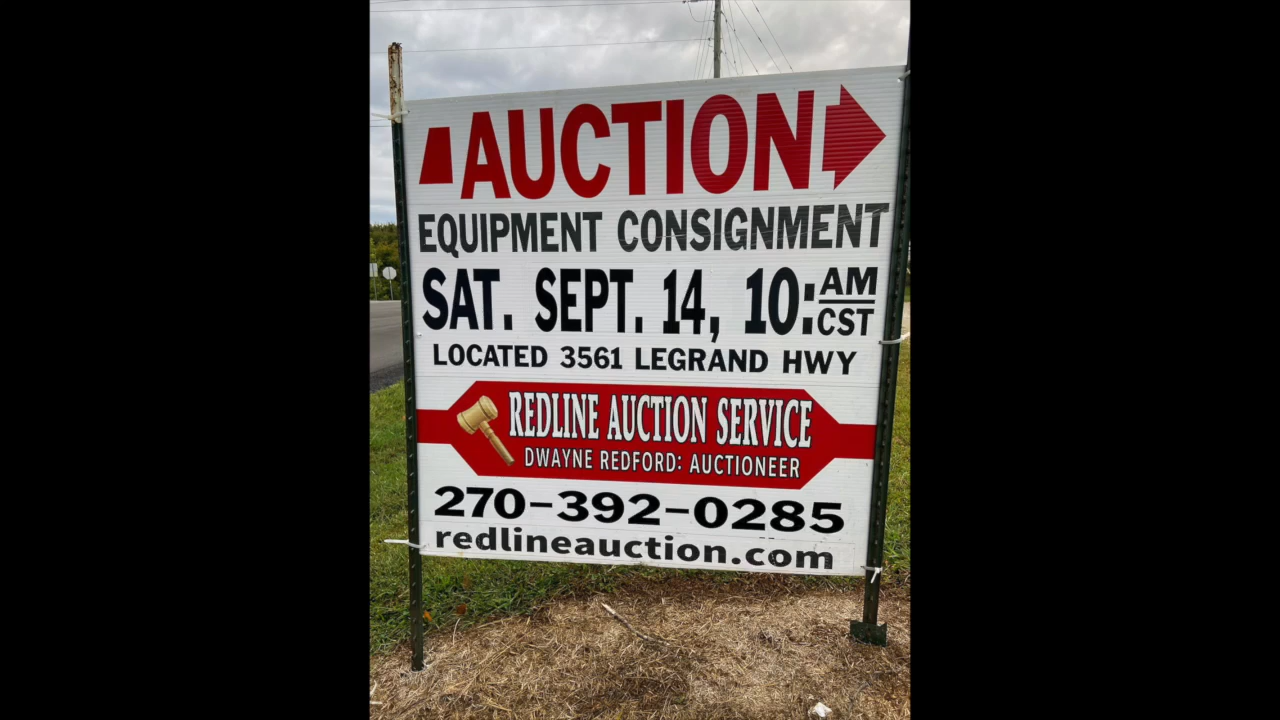 AUCTION
EQUIPMENT CONSIGNMENT
SAT. SEPT. 14, 10: AM CST
LOCATED 3561 LEGRAND HWY
REDLINE AUCTION SERVICE
DWAYNE REDFORD: AUCTIONEER
270-392-0285
redlineauction.com